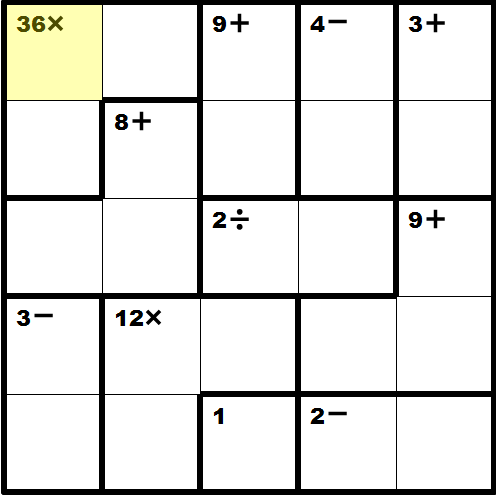 36× 9+ 4− 3+
8+
2÷ 9+
3− 12×
1 2−